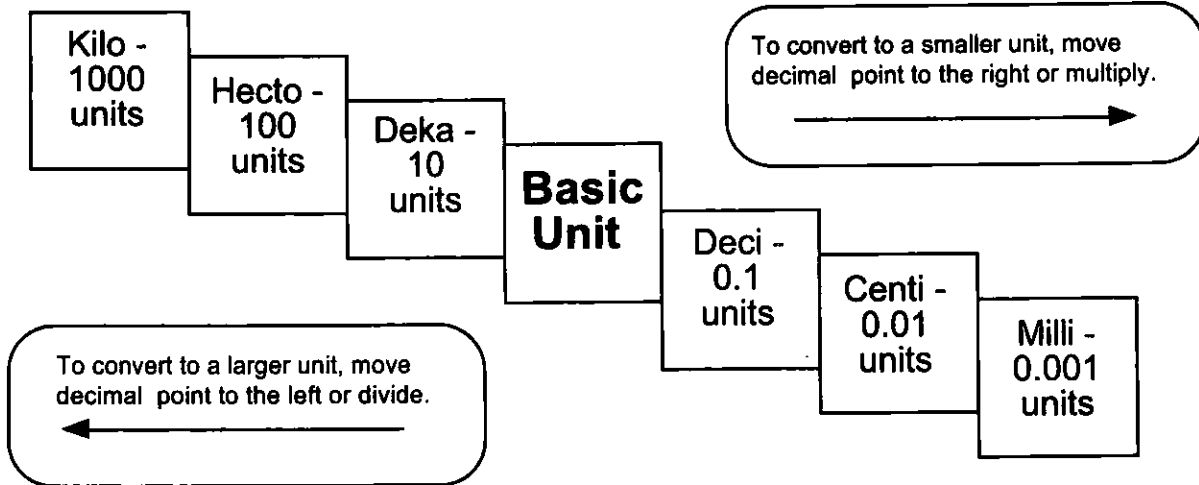 Kilo -
1000
units
Hecto -
100
units
Deka -
10
units
Basic
Unit
Deci -
0.1
units
Centi -
0.01
units
Milli -
0.001
units
To convert to a smaller unit, move
decimal point to the right or multiply.
To convert to a larger unit, move
decimal point to the left or divide.